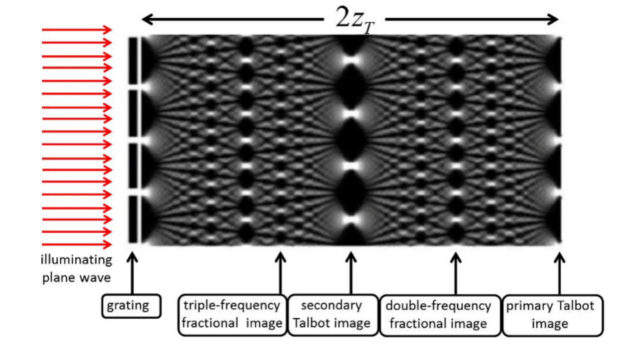 2z_T
illuminating
plane wave
grating
triple-frequency
fractional image
secondary
Talbot image
double-frequency
fractional image
primary Talbot
image